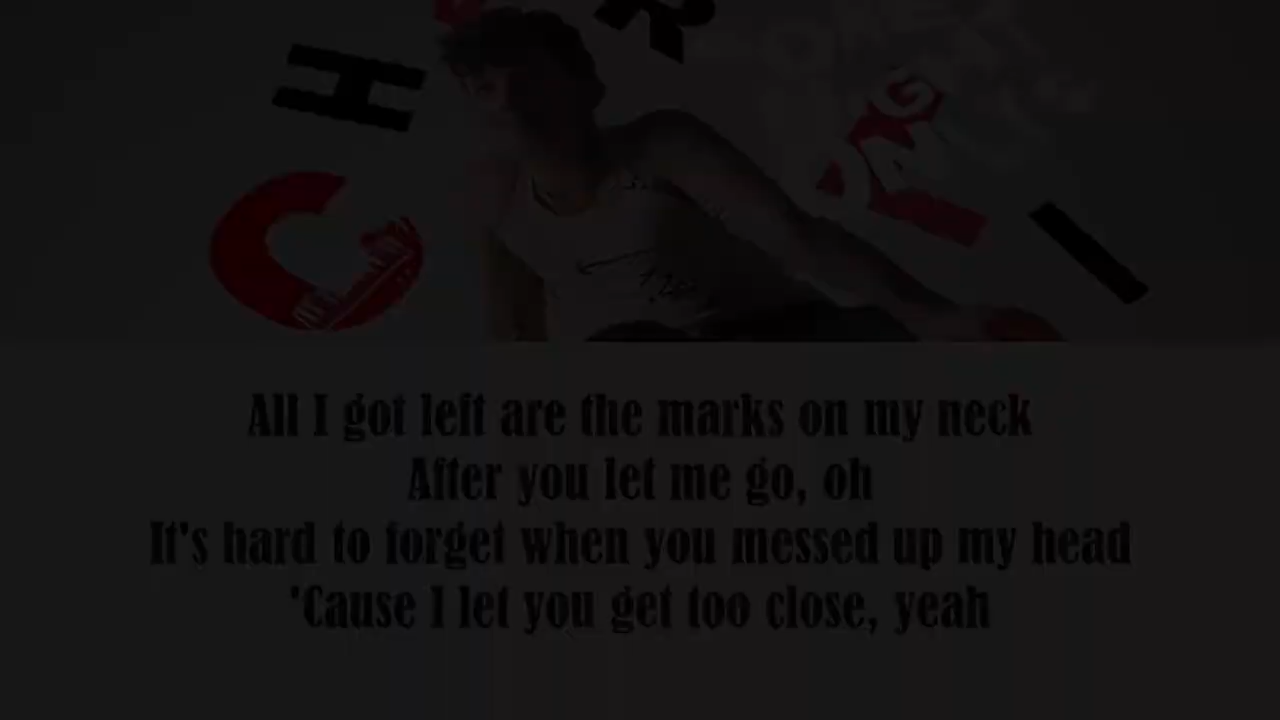 All I got left are the marks on my neck
After you let me go, oh
It's hard to forget when you messed up my head
'Cause I let you get too close, yeah